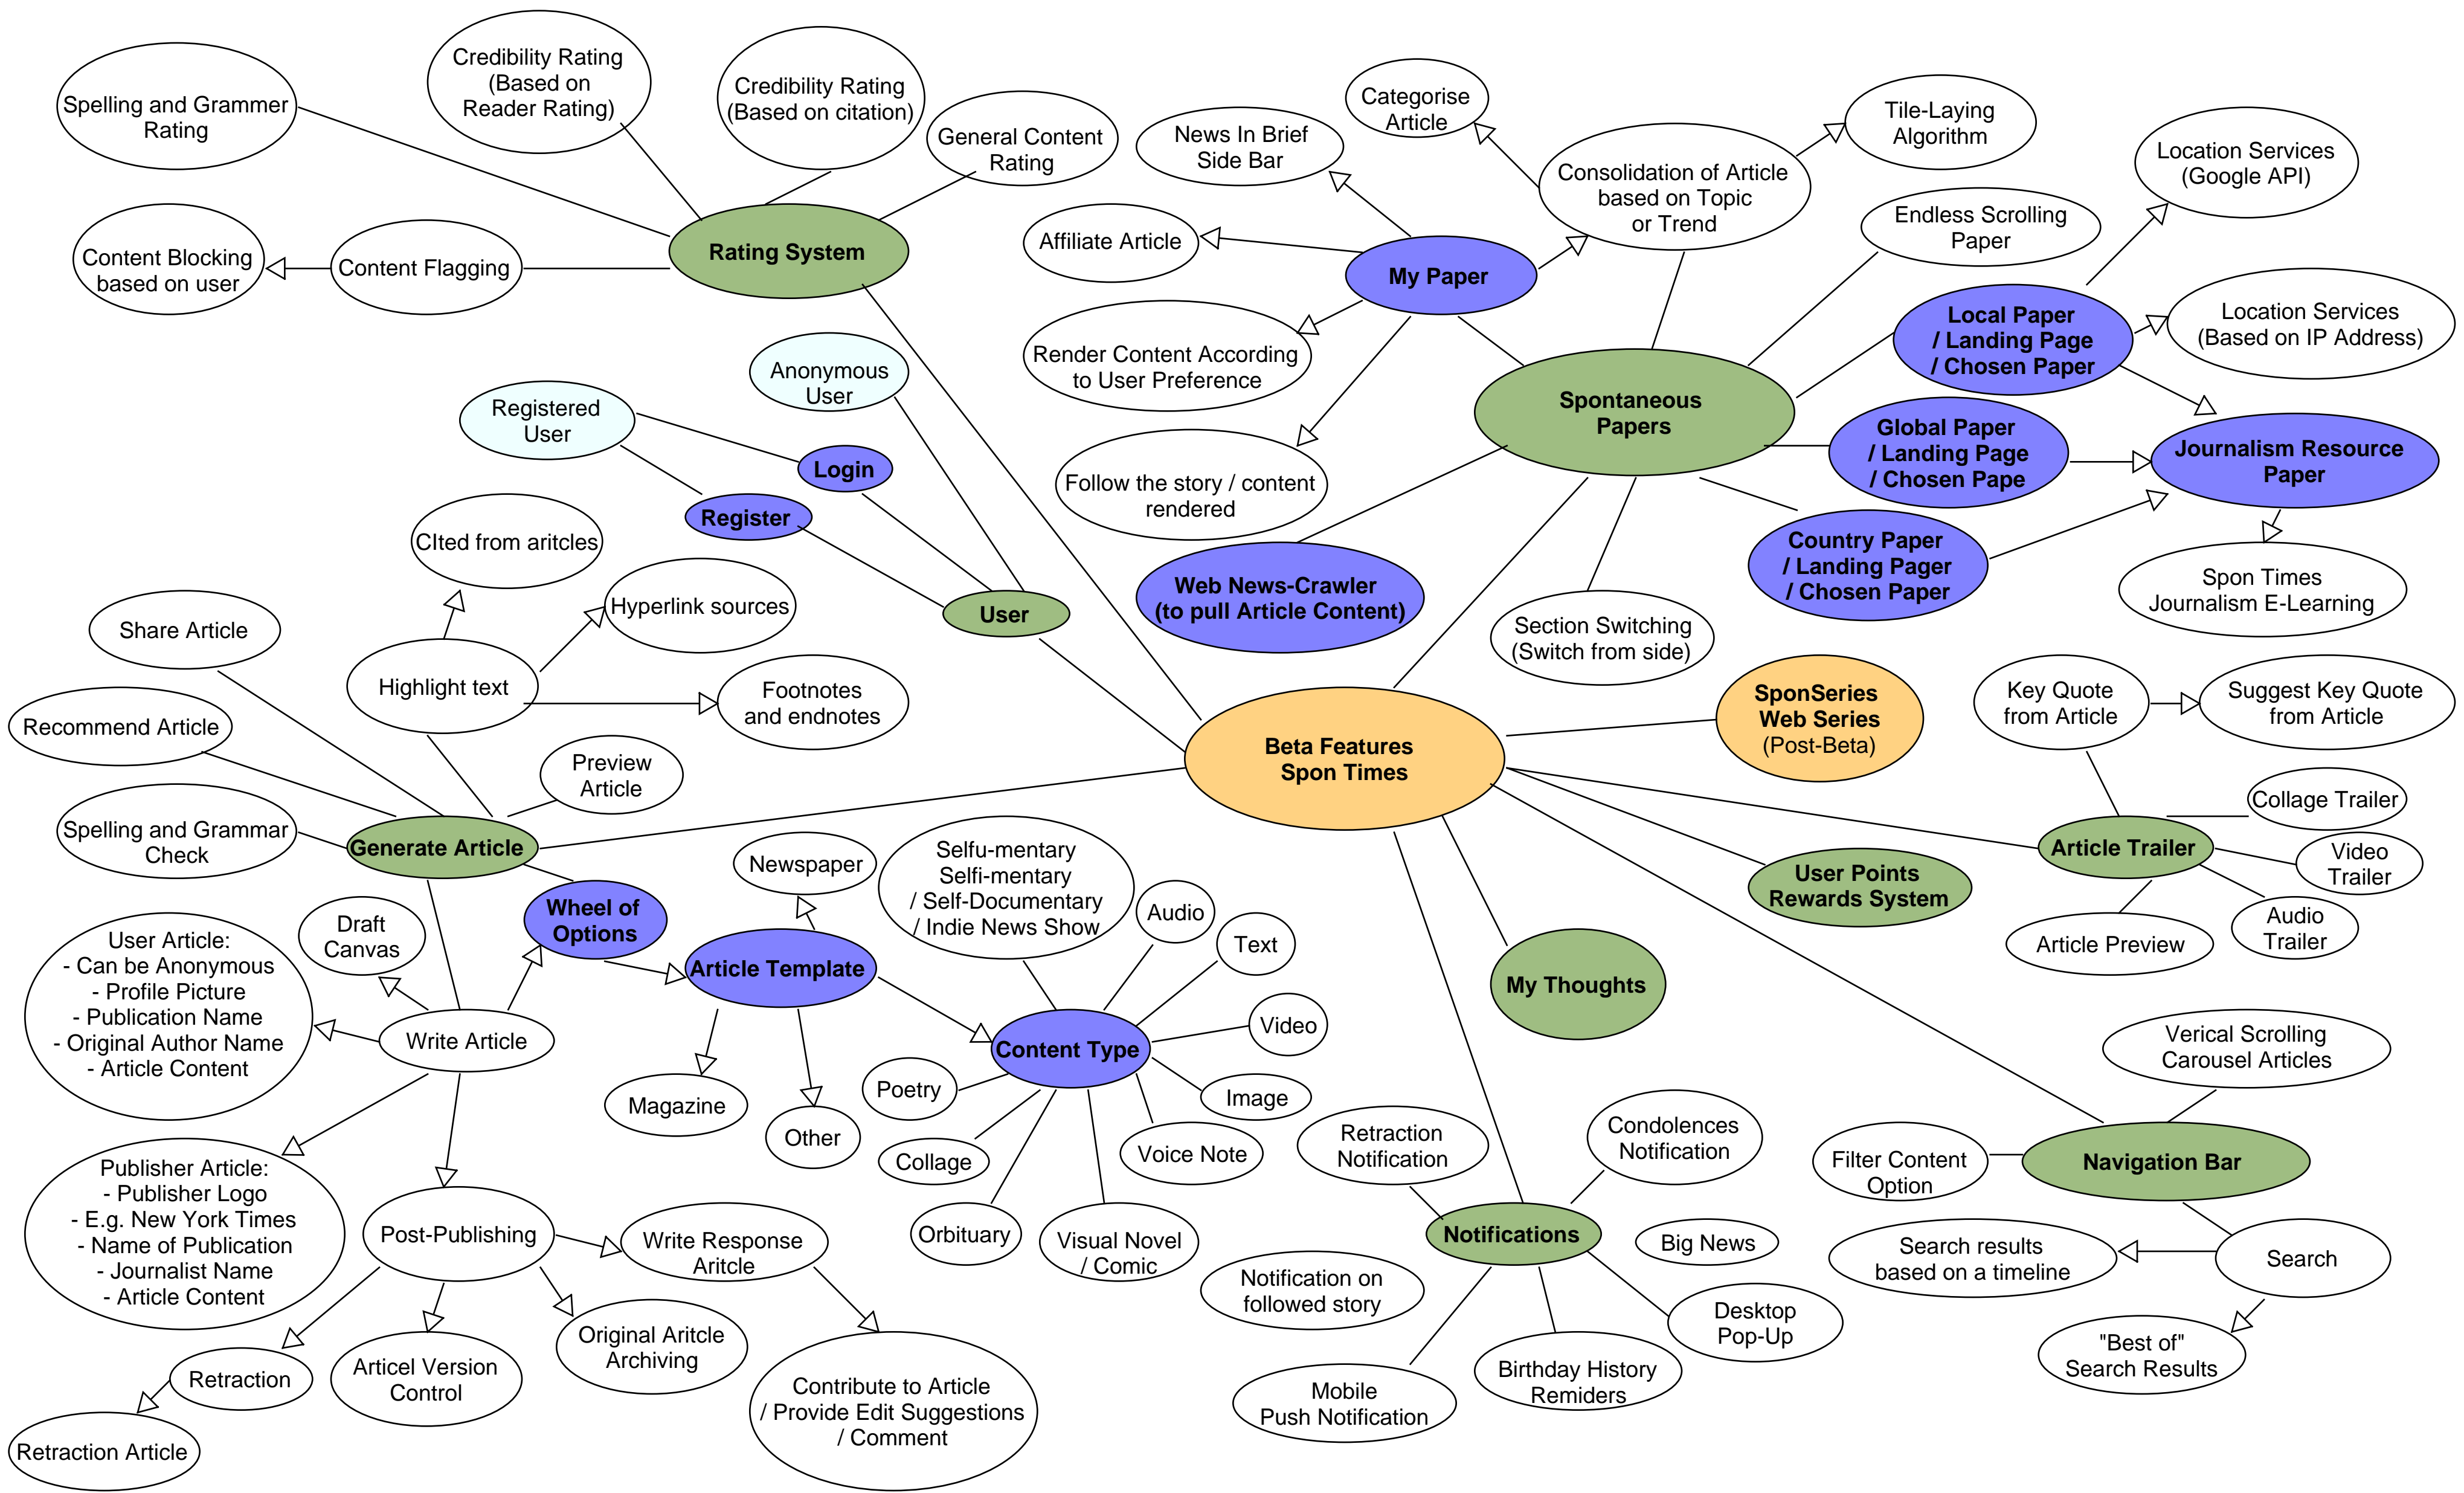 Spelling and Grammer
Rating
Credibility Rating
(Based on
Reader Rating)
Credibility Rating
(Based on citation)
General Content
Rating
Content Blocking
based on user
Content Flagging
Rating System
Categorise
Article
News In Brief
Side Bar
Tile-Laying
Algorithm
Consolidation of Article
based on Topic
or Trend
Location Services
(Google API)
Affiliate Article
My Paper
Endless Scrolling
Paper
Render Content According
to User Preference
Local Paper
/ Landing Page
/ Chosen Paper
Location Services
(Based on IP Address)
Anonymous
User
Registered
User
Login
Register
Spontaneous
Papers
Global Paper
/ Landing Page
/ Chosen Pape
Journalism Resource
Paper
Follow the story / content
rendered
Country Paper
/ Landing Pager
/ Chosen Paper
Spon Times
Journalism E-Learning
CIted from aritcles
Hyperlink sources
User
Web News-Crawler
(to pull Article Content)
Section Switching
(Switch from side)
Share Article
Highlight text
Footnotes
and endnotes
Recommend Article
Preview
Article
Spelling and Grammar
Check
Generate Article
Beta Features
Spon Times
SponSeries
Web Series
(Post-Beta)
Key Quote
from Article
Suggest Key Quote
from Article
Collage Trailer
Article Trailer
Video
Trailer
Audio
Trailer
Article Preview
User Points
Rewards System
My Thoughts
Newspaper
Selfu-mentary
Selfi-mentary
/ Self-Documentary
/ Indie News Show
Audio
Text
Video
Image
Voice Note
Visual Novel
/ Comic
Orbituary
Collage
Poetry
Content Type
Wheel of
Options
Article Template
Magazine
Other
Draft
Canvas
User Article:
- Can be Anonymous
- Profile Picture
- Publication Name
- Original Author Name
- Article Content
Write Article
Publisher Article:
- Publisher Logo
- E.g. New York Times
- Name of Publication
- Journalist Name
- Article Content
Post-Publishing
Write Response
Aritcle
Original Aritcle
Archiving
Articel Version
Control
Retraction
Retraction Article
Contribute to Article
/ Provide Edit Suggestions
/ Comment
Retraction
Notification
Condolences
Notification
Notifications
Big News
Notification on
followed story
Desktop
Pop-Up
Birthday History
Remiders
Mobile
Push Notification
Verical Scrolling
Carousel Articles
Filter Content
Option
Navigation Bar
Search results
based on a timeline
Search
"Best of"
Search Results